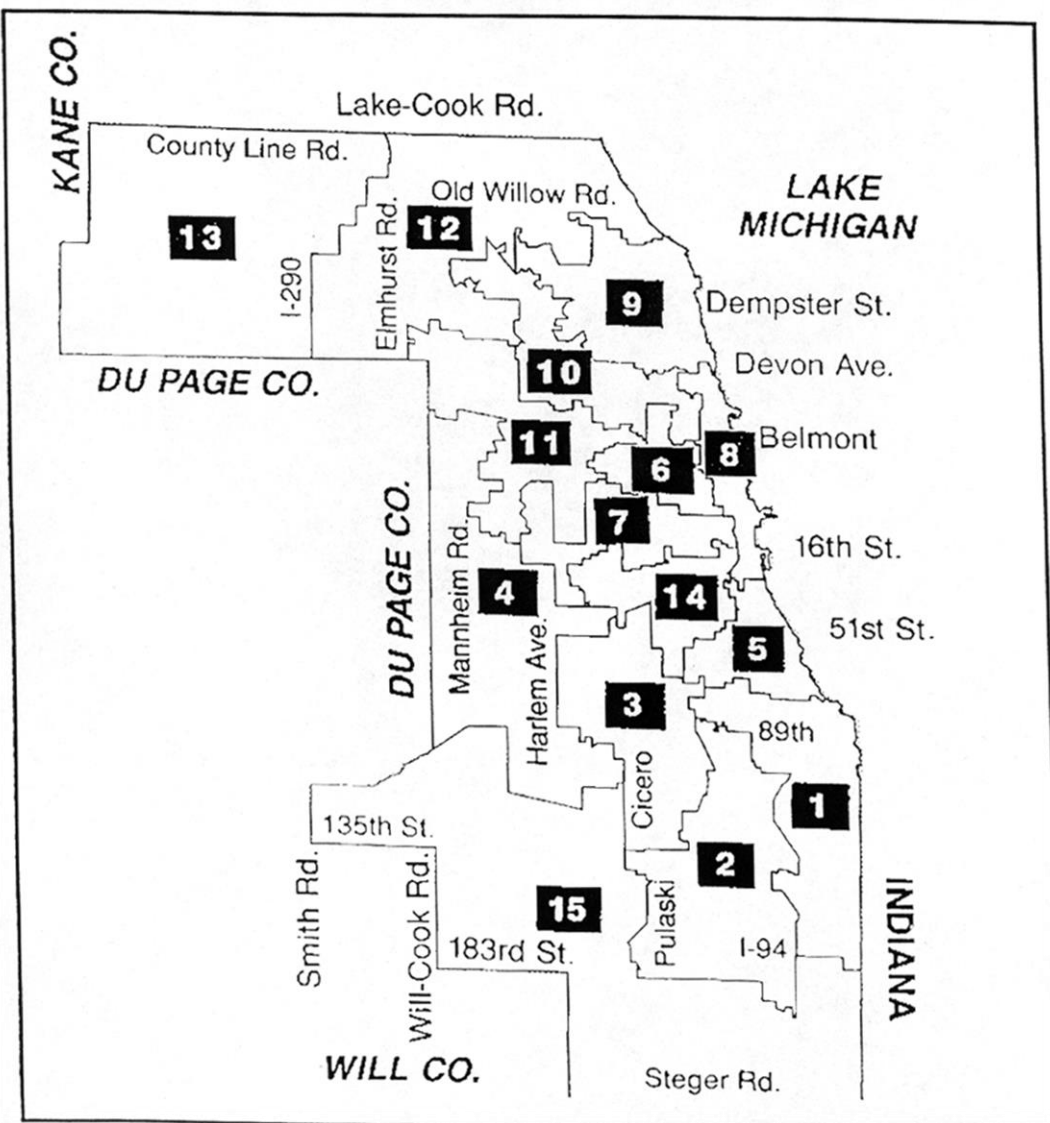 KANE CO.
Lake-Cook Rd.
County Line Rd.
LAKE
MICHIGAN
Old Willow Rd.
12
13
Elmhurst Rd.
I-290
9
Dempster St.
Devon Ave.
10
DU PAGE CO.
11
6
8
Belmont
7
16th St.
DU PAGE CO.
Mannheim Rd.
4
14
51st St.
5
Harlem Ave.
3
89th
Cicero
1
135th St.
2
Smith Rd.
Will-Cook Rd.
15
Pulaski
183rd St.
I-94
INDIANA
WILL CO.
Steger Rd.